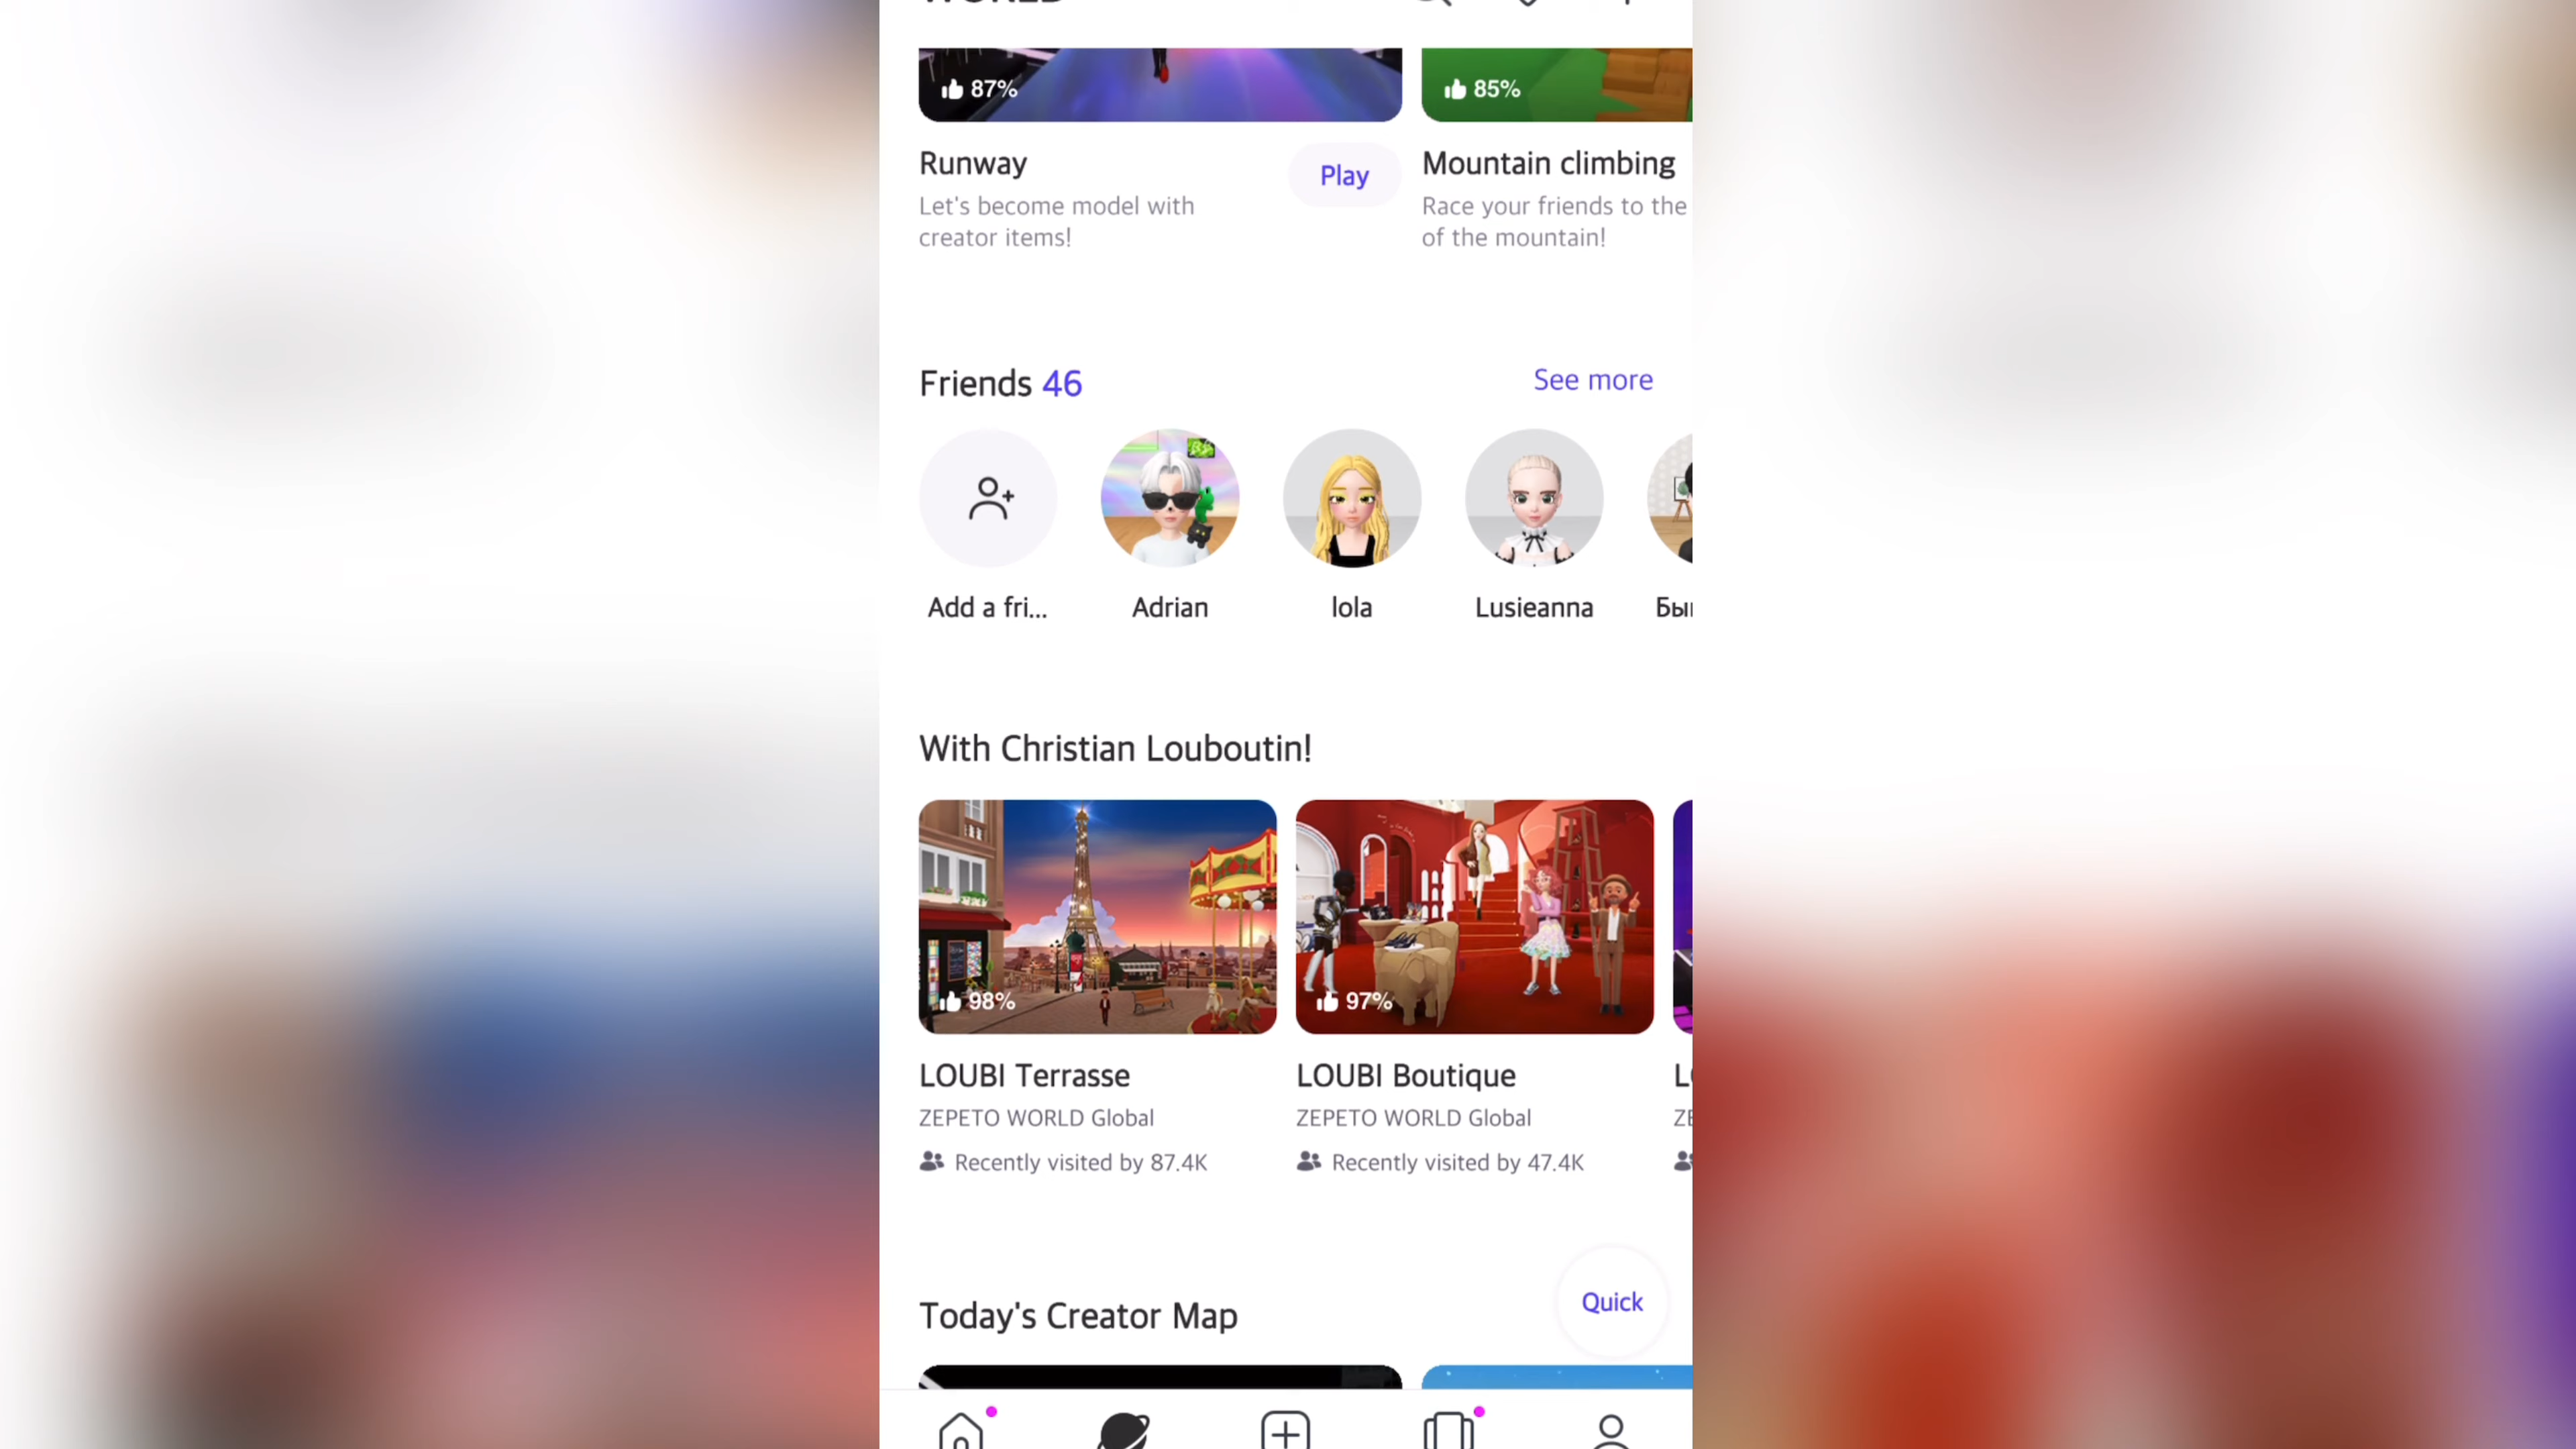 WORLD
87%
85%
Runway
Play
Mountain climbing
Let's become model with
creator items!
Race your friends to the
of the mountain!
Friends 46
See more
Add a fri...
Adrian
lola
Lusieanna
Бы
With Christian Louboutin!
98%
97%
LOUBI Terrasse
LOUBI Boutique
ZEPETO WORLD Global
ZEPETO WORLD Global
Recently visited by 87.4K
Recently visited by 47.4K
Today's Creator Map
Quick